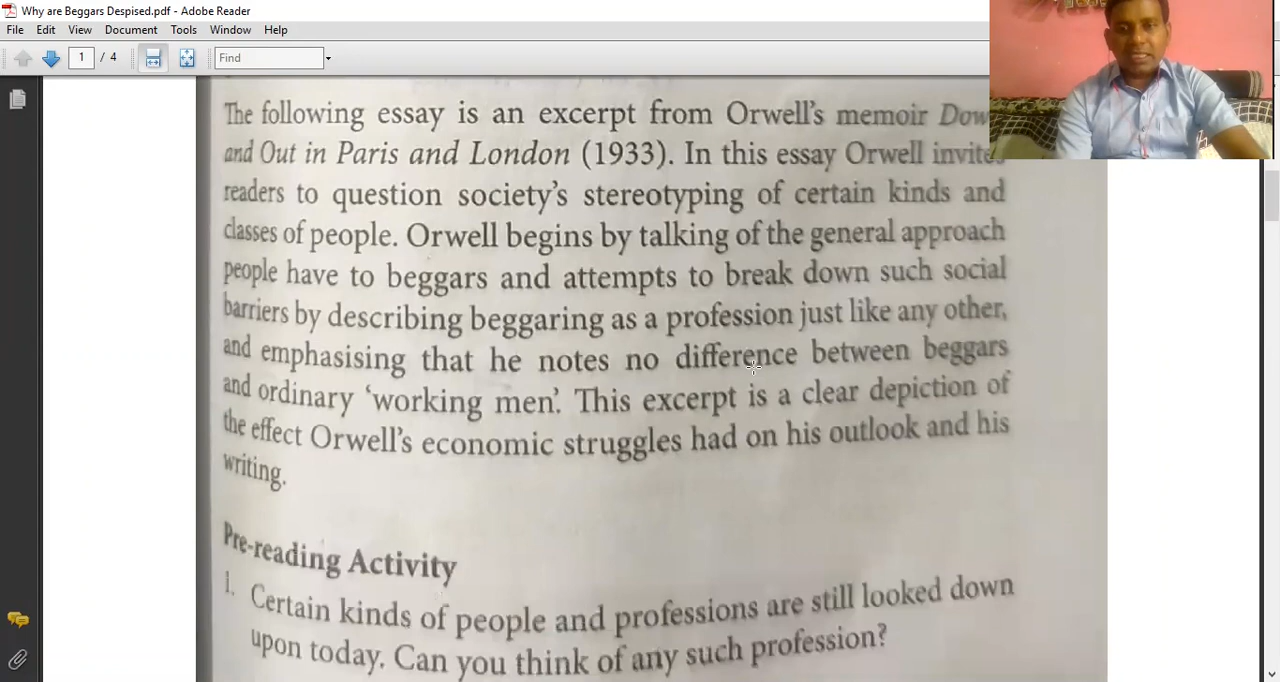 Why are Beggars Despised.pdf - Adobe Reader
File Edit View Document Tools Window Help
1 / 4 Find
The following essay is an excerpt from Orwell's memoir
and Out in Paris and London (1933). In this essay Orwell
readers to question society's stereotyping of certain kinds and
classes of people. Orwell begins by talking of the general approach
people have to beggars and attempts to break down such social
barriers by describing beggaring as a profession just like any other,
and emphasising that he notes no difference between beggars
and ordinary 'working men'. This excerpt is a clear depiction of
the effect Orwell's economic struggles had on his outlook and his
writing.
Pre-reading Activity
1. Certain kinds of people and professions are still looked down
upon today. Can you think of any such profession?